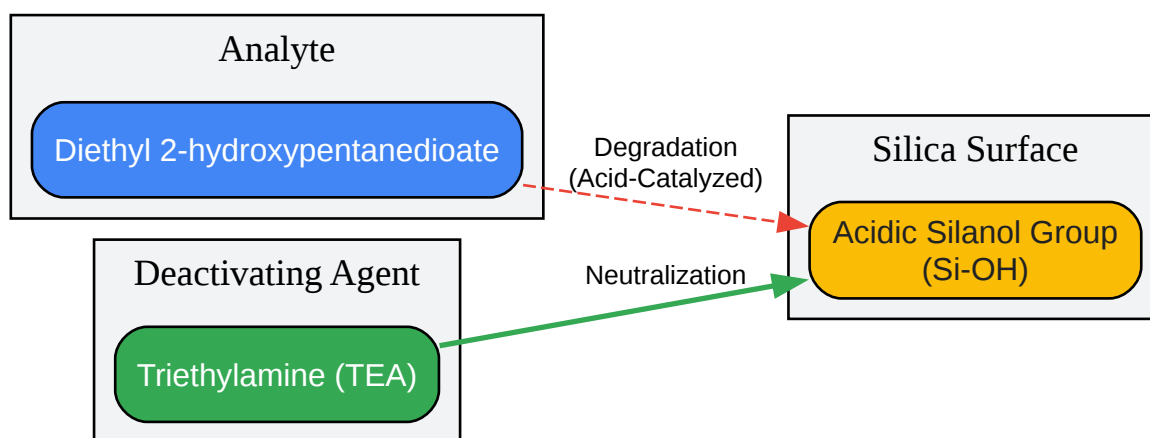 Analyte
Diethyl 2-hydroxypentanedioate
Degradation
(Acid-Catalyzed)
Silica Surface
Acidic Silanol Group
(Si-OH)
Deactivating Agent
Neutralization
Triethylamine (TEA)